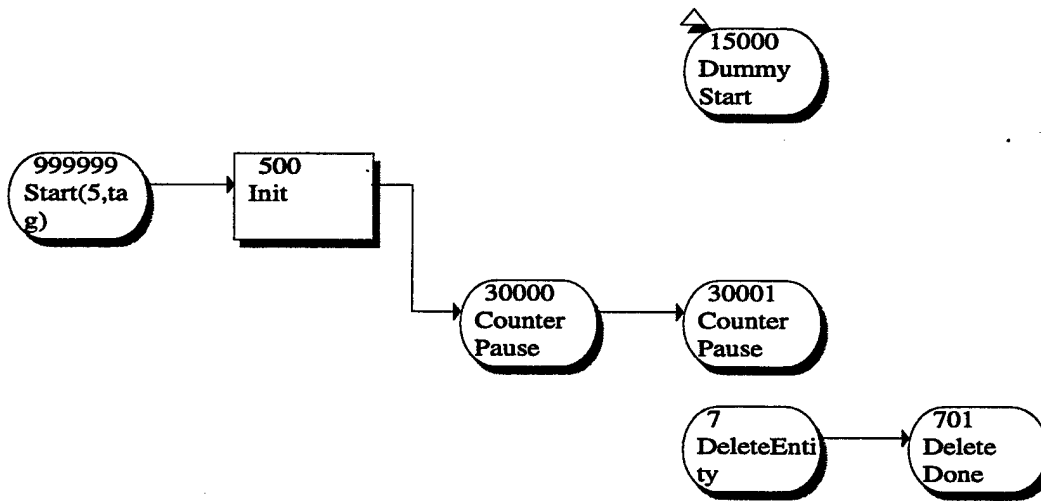 15000
Dummy
Start
999999
Start(5,ta
g)
500
Init
30000
Counter
Pause
30001
Counter
Pause
7
DeleteEnti
ty
701
Delete
Done